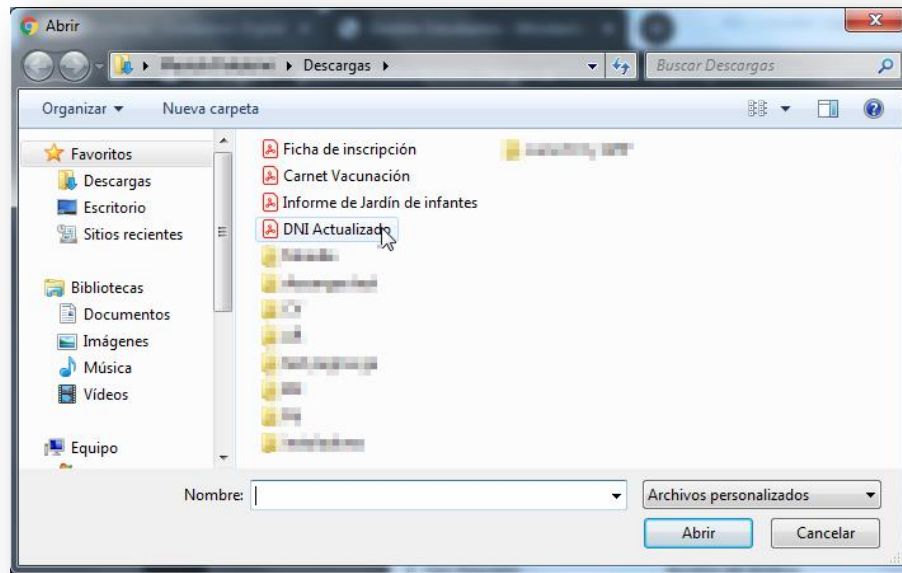 Abrir
Descargas
Buscar Descargas
Organizar
Nueva carpeta
Favoritos
Descargas
Escritorio
Sitios recientes
Bibliotecas
Documentos
Imágenes
Música
Vídeos
Equipo
Ficha de inscripción
Carnet Vacunación
Informe de Jardín de infantes
DNI Actualizado
Nombre:
Archivos personalizados
Abrir
Cancelar